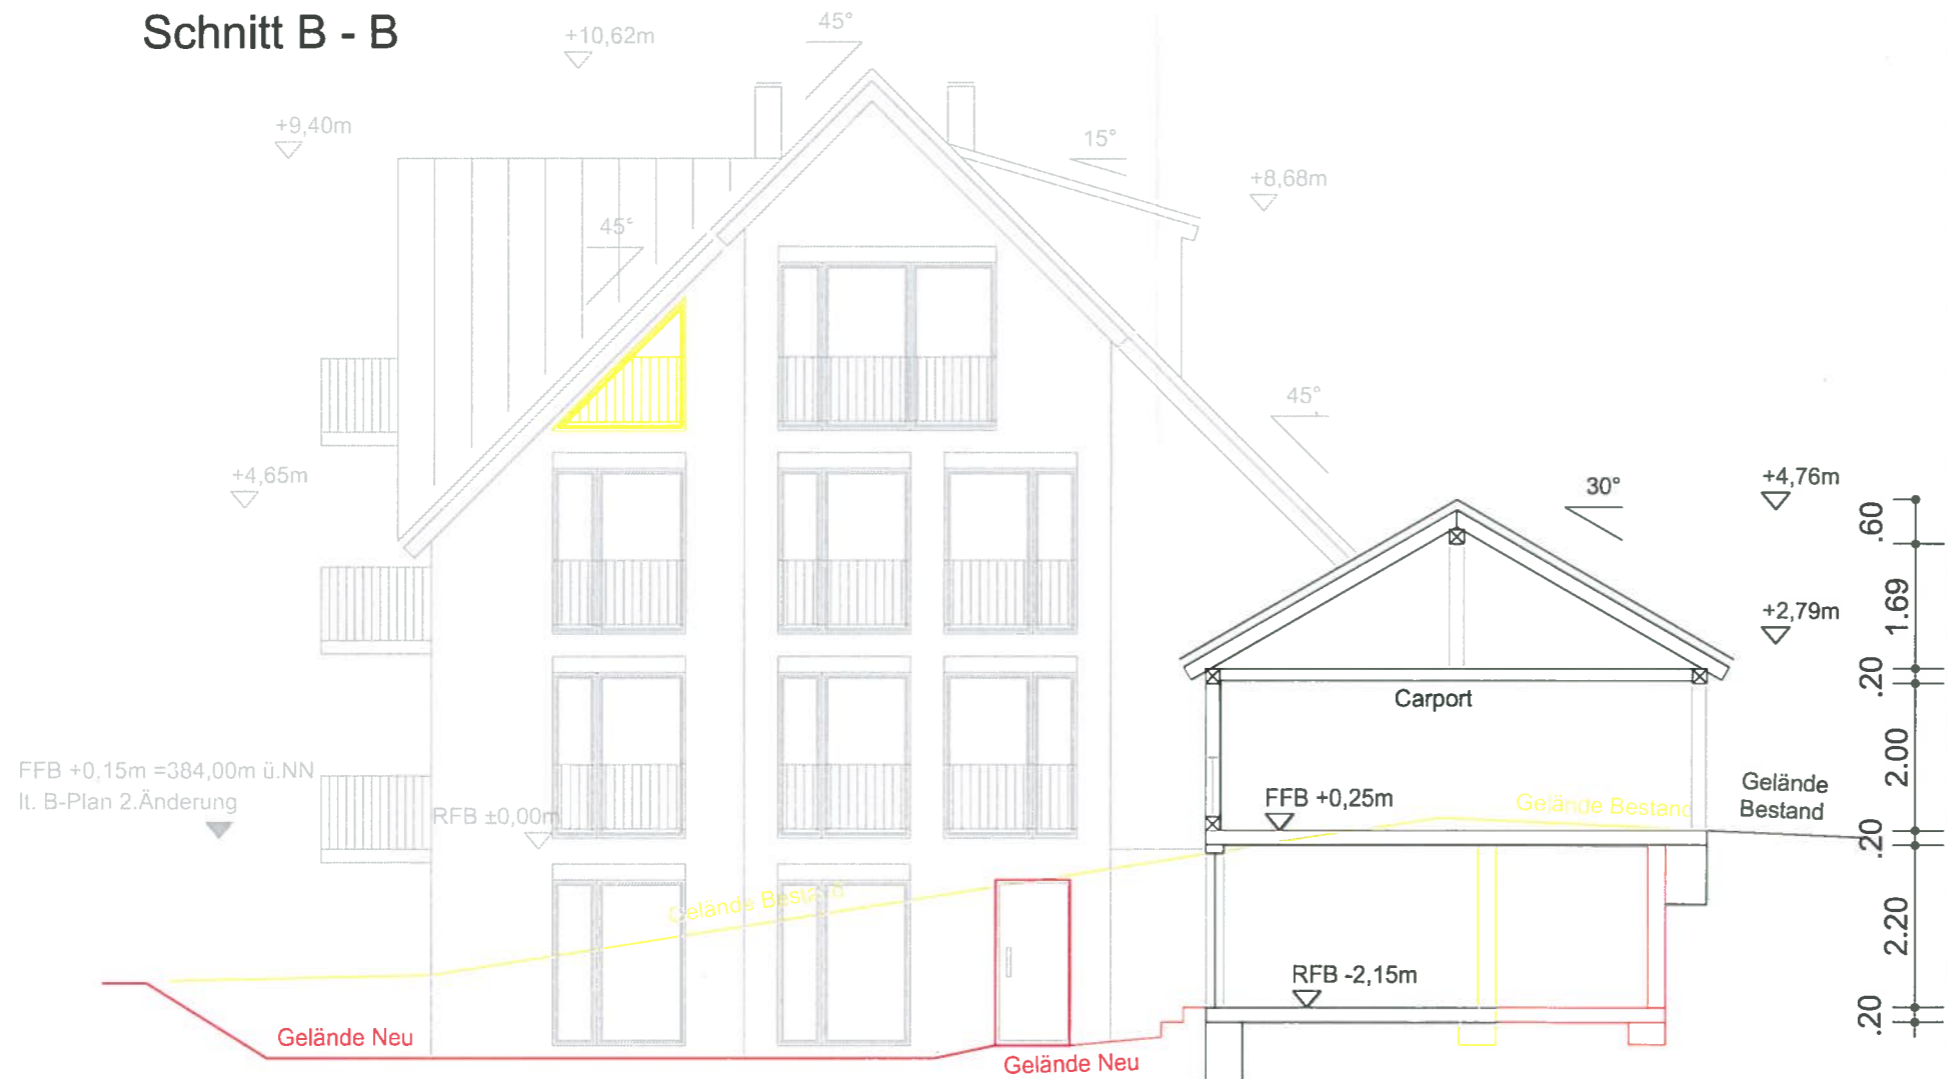 Schnitt B - B
+10,62m
45°
+9,40m
15°
+8,68m
45°
45°
+4,65m
30°
+4,76m
.60
1.69
+2,79m
.20
Carport
2.00
FFB +0,15m =384,00m ü.NN
lt. B-Plan 2.Änderung
RFB ±0,00m
FFB +0,25m
Gelände Bestand
Gelände
Bestand
.20
Gelände Bestand
2.20
RFB -2,15m
.20
Gelände Neu
Gelände Neu